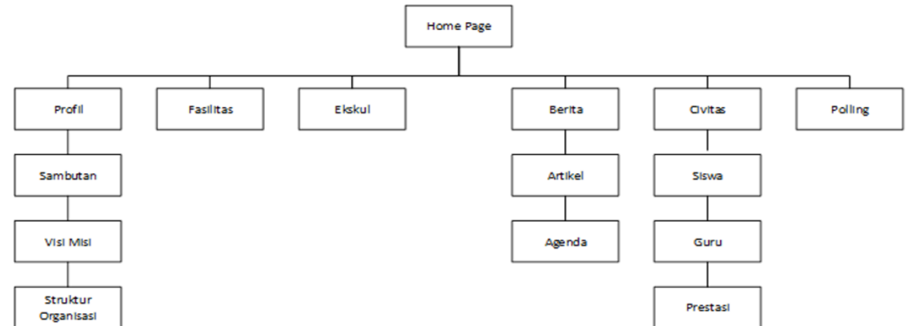 Home Page
Profil
Fasilitas
Ekskul
Berita
Civitas
Polling
Sambutan
Artikel
Siswa
Visi Misi
Agenda
Guru
Struktur
Organisasi
Prestasi